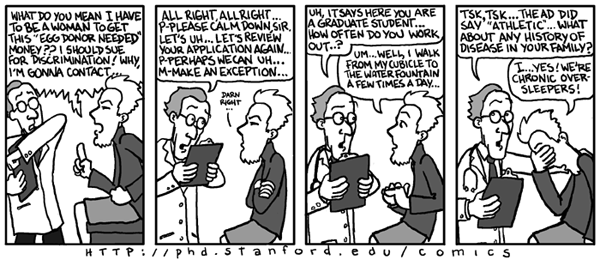 WHAT DO YOU MEAN I HAVE
TO BE A WOMAN TO GET
THIS "EGG DONOR NEEDED"
MONEY?? I SHOULD SUE
FOR DISCRIMINATION! WHY,
I'M GONNA CONTACT...
ALL RIGHT, ALLRIGHT...
P-PLEASE CALM DOWN, SIR.
LET'S UH... LET'S REVIEW
YOUR APPLICATION AGAIN..
P-PERHAPS WE CAN UH...
M-MAKE AN EXCEPTION...
DARN
RIGHT
...
UH, IT SAYS HERE YOU ARE
A GRADUATE STUDENT...
HOW OFTEN DO YOU WORK
OUT..?
UM...WELL, I WALK
FROM MY CUBICLE TO
THE WATER FOUNTAIN
A FEW TIMES A DAY...
TSK, TSK... THE AD DID
SAY "ATHLETIC"... WHAT
ABOUT ANY HISTORY OF
DISEASE IN YOUR FAMILY?
I...YES! WE'RE
CHRONIC OVER-
SLEEPERS!
HTTP://phd.stanford.edu/comics